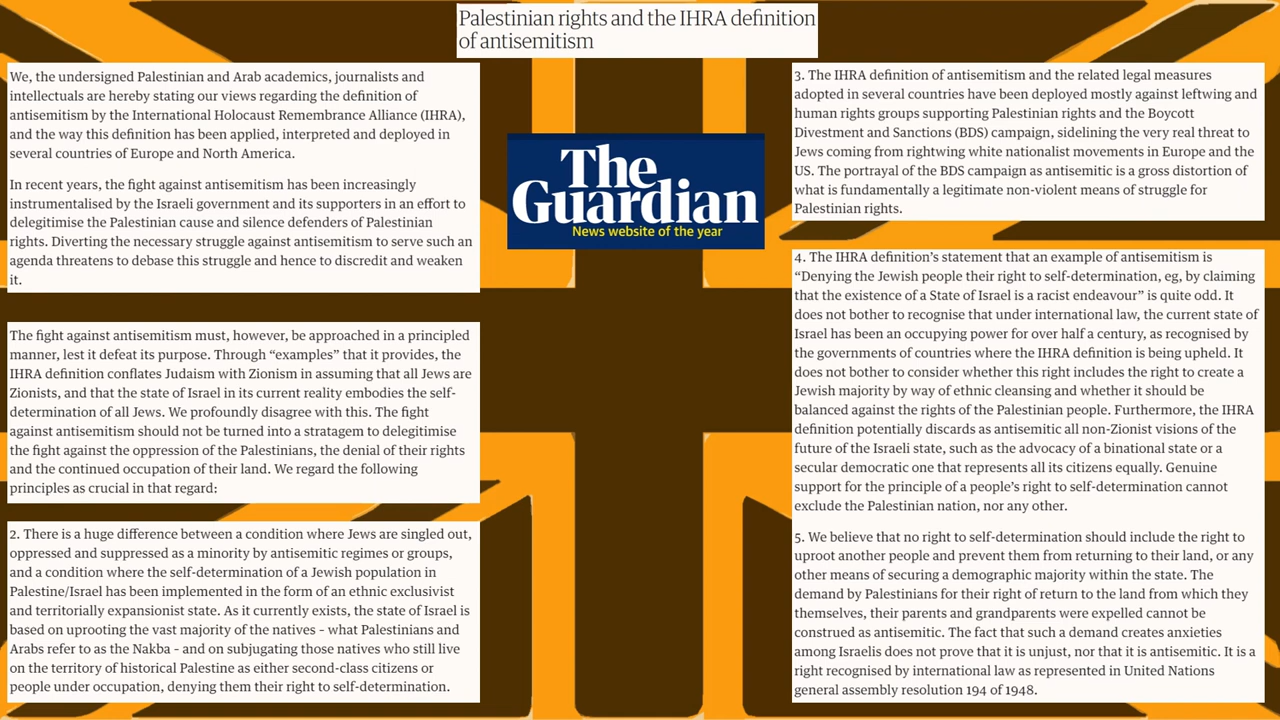 Palestinian rights and the IHRA definition
of antisemitism
We, the undersigned Palestinian and Arab academics, journalists and
intellectuals are hereby stating our views regarding the definition of
antisemitism by the International Holocaust Remembrance Alliance (IHRA),
and the way this definition has been applied, interpreted and deployed in
several countries of Europe and North America.
In recent years, the fight against antisemitism has been increasingly
instrumentalised by the Israeli government and its supporters in an effort to
delegitimise the Palestinian cause and silence defenders of Palestinian
rights. Diverting the necessary struggle against antisemitism to serve such an
agenda threatens to debase this struggle and hence to discredit and weaken
it.
The fight against antisemitism must, however, be approached in a principled
manner, lest it defeat its purpose. Through “examples” that it provides, the
IHRA definition conflates Judaism with Zionism in assuming that all Jews are
Zionists, and that the state of Israel in its current reality embodies the self-
determination of all Jews. We profoundly disagree with this. The fight
against antisemitism should not be turned into a stratagem to delegitimise
the fight against the oppression of the Palestinians, the denial of their rights
and the continued occupation of their land. We regard the following
principles as crucial in that regard:
2. There is a huge difference between a condition where Jews are singled out,
oppressed and suppressed as a minority by antisemitic regimes or groups,
and a condition where the self-determination of a Jewish population in
Palestine/Israel has been implemented in the form of an ethnic exclusivist
and territorially expansionist state. As it currently exists, the state of Israel is
based on uprooting the vast majority of the natives – what Palestinians and
Arabs refer to as the Nakba – and on subjugating those natives who still live
on the territory of historical Palestine as either second-class citizens or
people under occupation, denying them their right to self-determination.
The
Guardian
News website of the year
3. The IHRA definition of antisemitism and the related legal measures
adopted in several countries have been deployed mostly against leftwing and
human rights groups supporting Palestinian rights and the Boycott
Divestment and Sanctions (BDS) campaign, sidelining the very real threat to
Jews coming from rightwing white nationalist movements in Europe and the
US. The portrayal of the BDS campaign as antisemitic is a gross distortion of
what is fundamentally a legitimate non-violent means of struggle for
Palestinian rights.
4. The IHRA definition’s statement that an example of antisemitism is
“Denying the Jewish people their right to self-determination, eg, by claiming
that the existence of a State of Israel is a racist endeavour” is quite odd. It
does not bother to recognise that under international law, the current state of
Israel has been an occupying power for over half a century, as recognised by
the governments of countries where the IHRA definition is being upheld. It
does not bother to consider whether this right includes the right to create a
Jewish majority by way of ethnic cleansing and whether it should be
balanced against the rights of the Palestinian people. Furthermore, the IHRA
definition potentially discards as antisemitic all non-Zionist visions of the
future of the Israeli state, such as the advocacy of a binational state or a
secular democratic one that represents all its citizens equally. Genuine
support for the principle of a people’s right to self-determination cannot
exclude the Palestinian nation, nor any other.
5. We believe that no right to self-determination should include the right to
uproot another people and prevent them from returning to their land, or any
other means of securing a demographic majority within the state. The
demand by Palestinians for their right of return to the land from which they
themselves, their parents and grandparents were expelled cannot be
construed as antisemitic. The fact that such a demand creates anxieties
among Israelis does not prove that it is unjust, nor that it is antisemitic. It is a
right recognised by international law as represented in United Nations
general assembly resolution 194 of 1948.